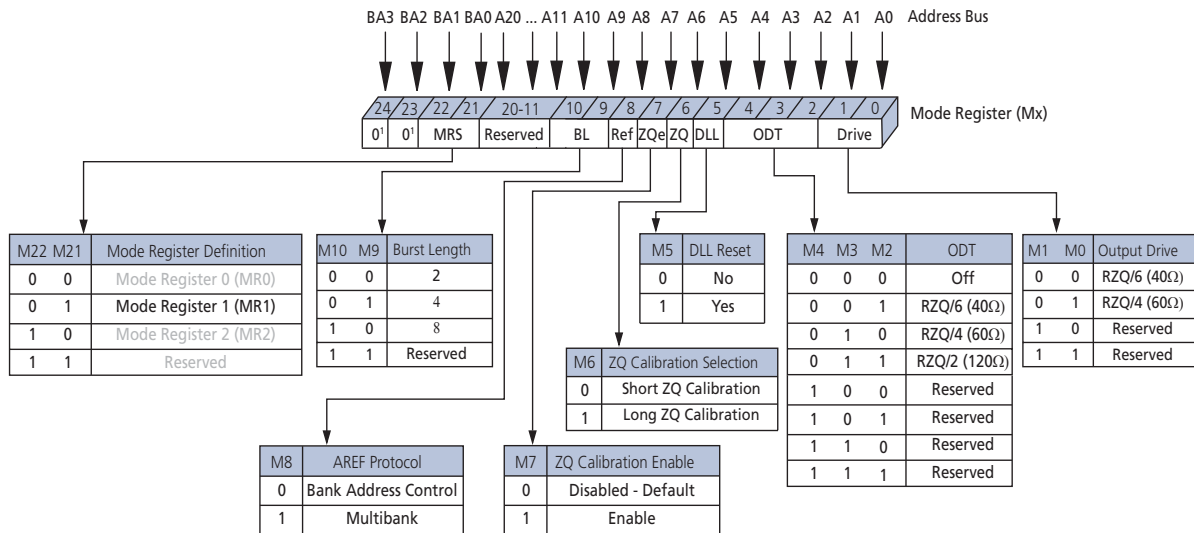 BA3 BA2 BA1 BA0 A20 ... A11 A10 A9 A8 A7 A6 A5 A4 A3 A2 A1 A0 Address Bus
24 23 22 21 20-11 10 9 8 7 6 5 4 3 2 1 0 Mode Register (Mx)
0¹ 0¹ MRS Reserved BL Ref ZQe ZQ DLL ODT Drive
M22 M21 Mode Register Definition
0 0 Mode Register 0 (MR0)
0 1 Mode Register 1 (MR1)
1 0 Mode Register 2 (MR2)
1 1 Reserved
M10 M9 Burst Length
0 0 2
0 1 4
1 0 8
1 1 Reserved
M5 DLL Reset
0 No
1 Yes
M4 M3 M2 ODT
0 0 0 Off
0 0 1 RZQ/6 (40Ω)
0 1 0 RZQ/4 (60Ω)
0 1 1 RZQ/2 (120Ω)
1 0 0 Reserved
1 0 1 Reserved
1 1 0 Reserved
1 1 1 Reserved
M1 M0 Output Drive
0 0 RZQ/6 (40Ω)
0 1 RZQ/4 (60Ω)
1 0 Reserved
1 1 Reserved
M6 ZQ Calibration Selection
0 Short ZQ Calibration
1 Long ZQ Calibration
M8 AREF Protocol
0 Bank Address Control
1 Multibank
M7 ZQ Calibration Enable
0 Disabled - Default
1 Enable